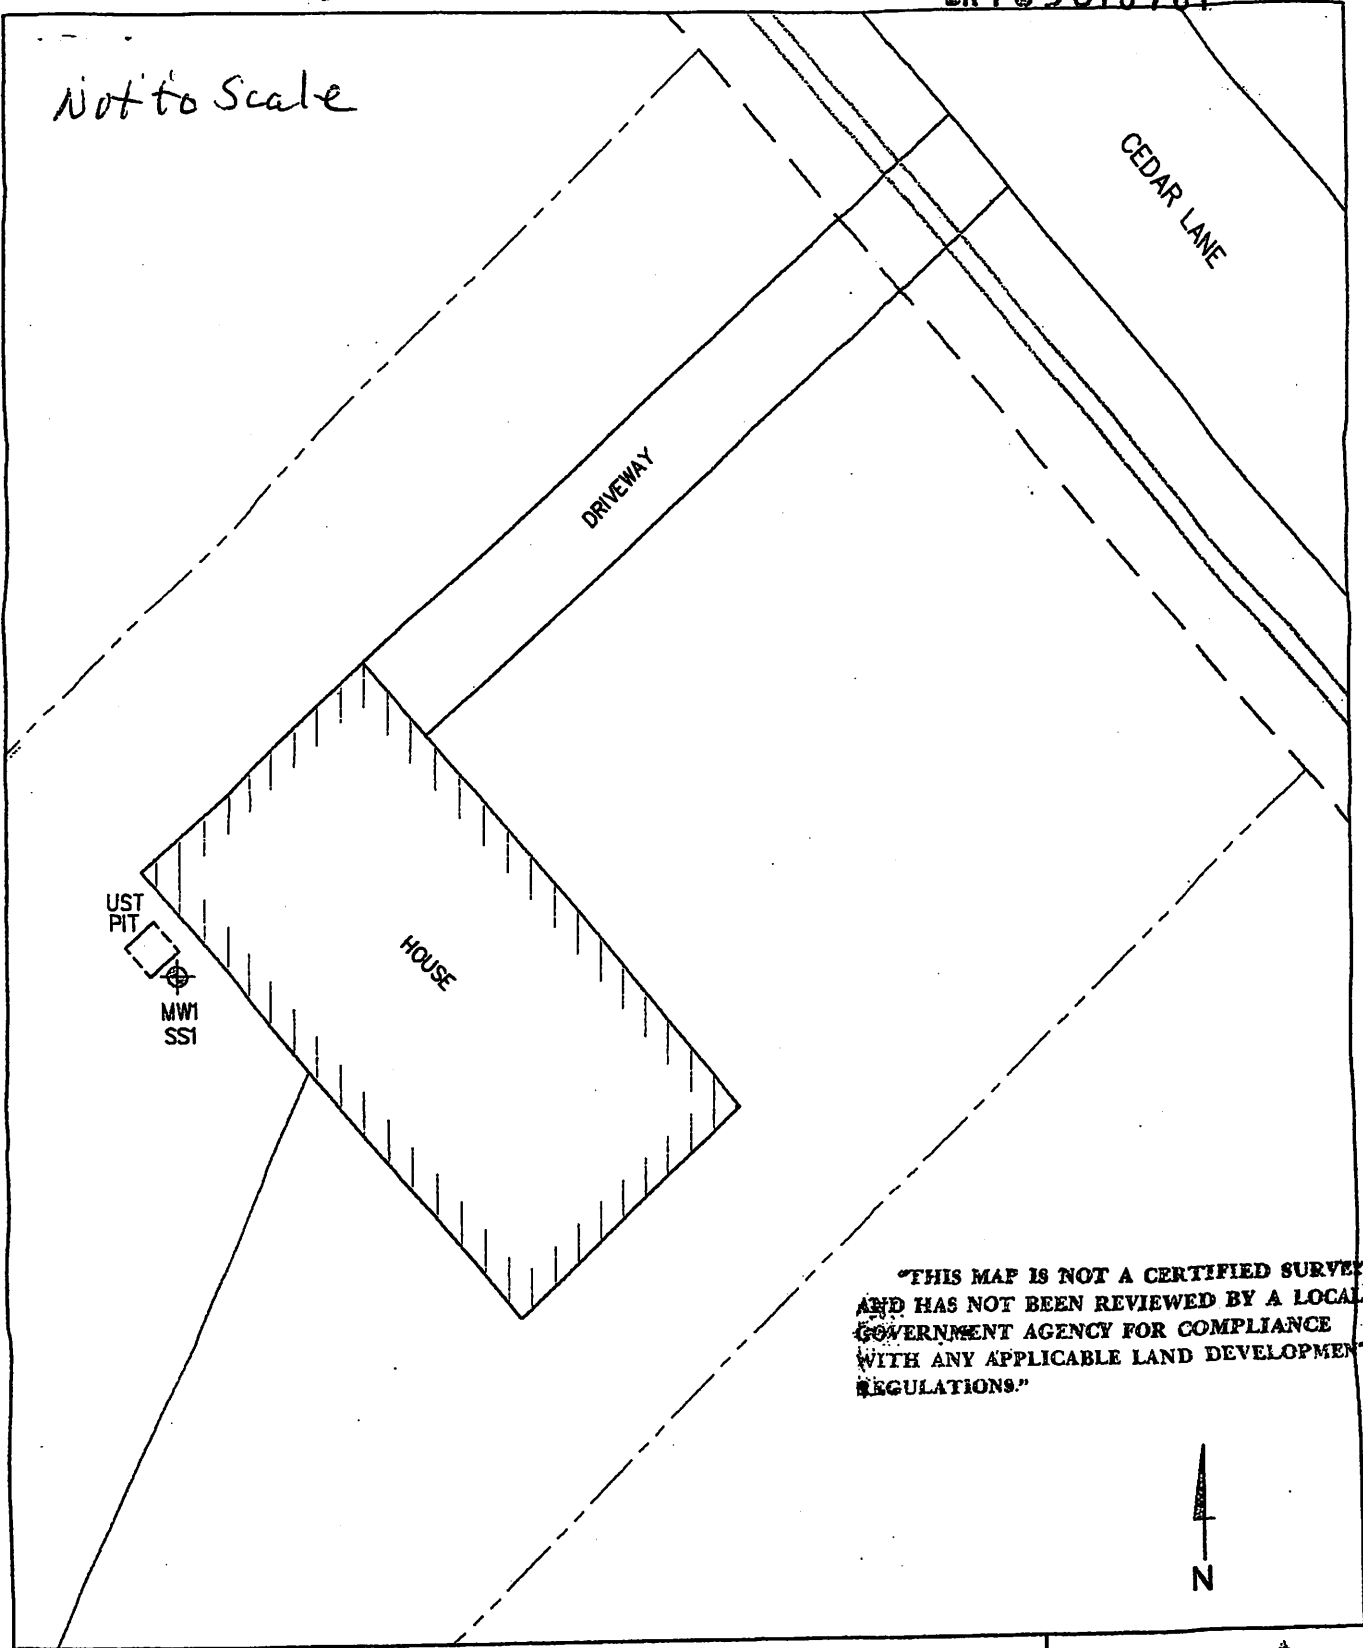 Not to Scale
CEDAR LANE
DRIVEWAY
UST
PIT
HOUSE
MW1
SS1
"THIS MAP IS NOT A CERTIFIED SURVEY
AND HAS NOT BEEN REVIEWED BY A LOCAL
GOVERNMENT AGENCY FOR COMPLIANCE
WITH ANY APPLICABLE LAND DEVELOPMENT
REGULATIONS."
N